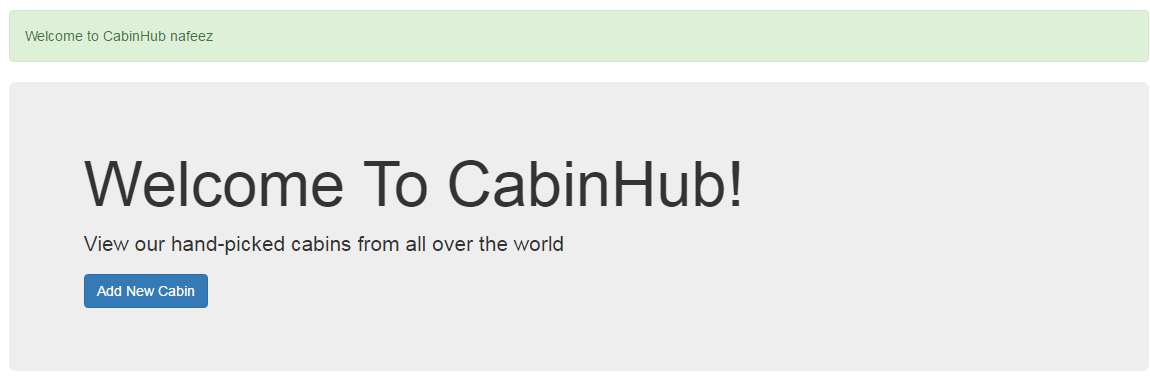 Welcome to CabinHub nafeez
Welcome To CabinHub!
View our hand-picked cabins from all over the world
Add New Cabin